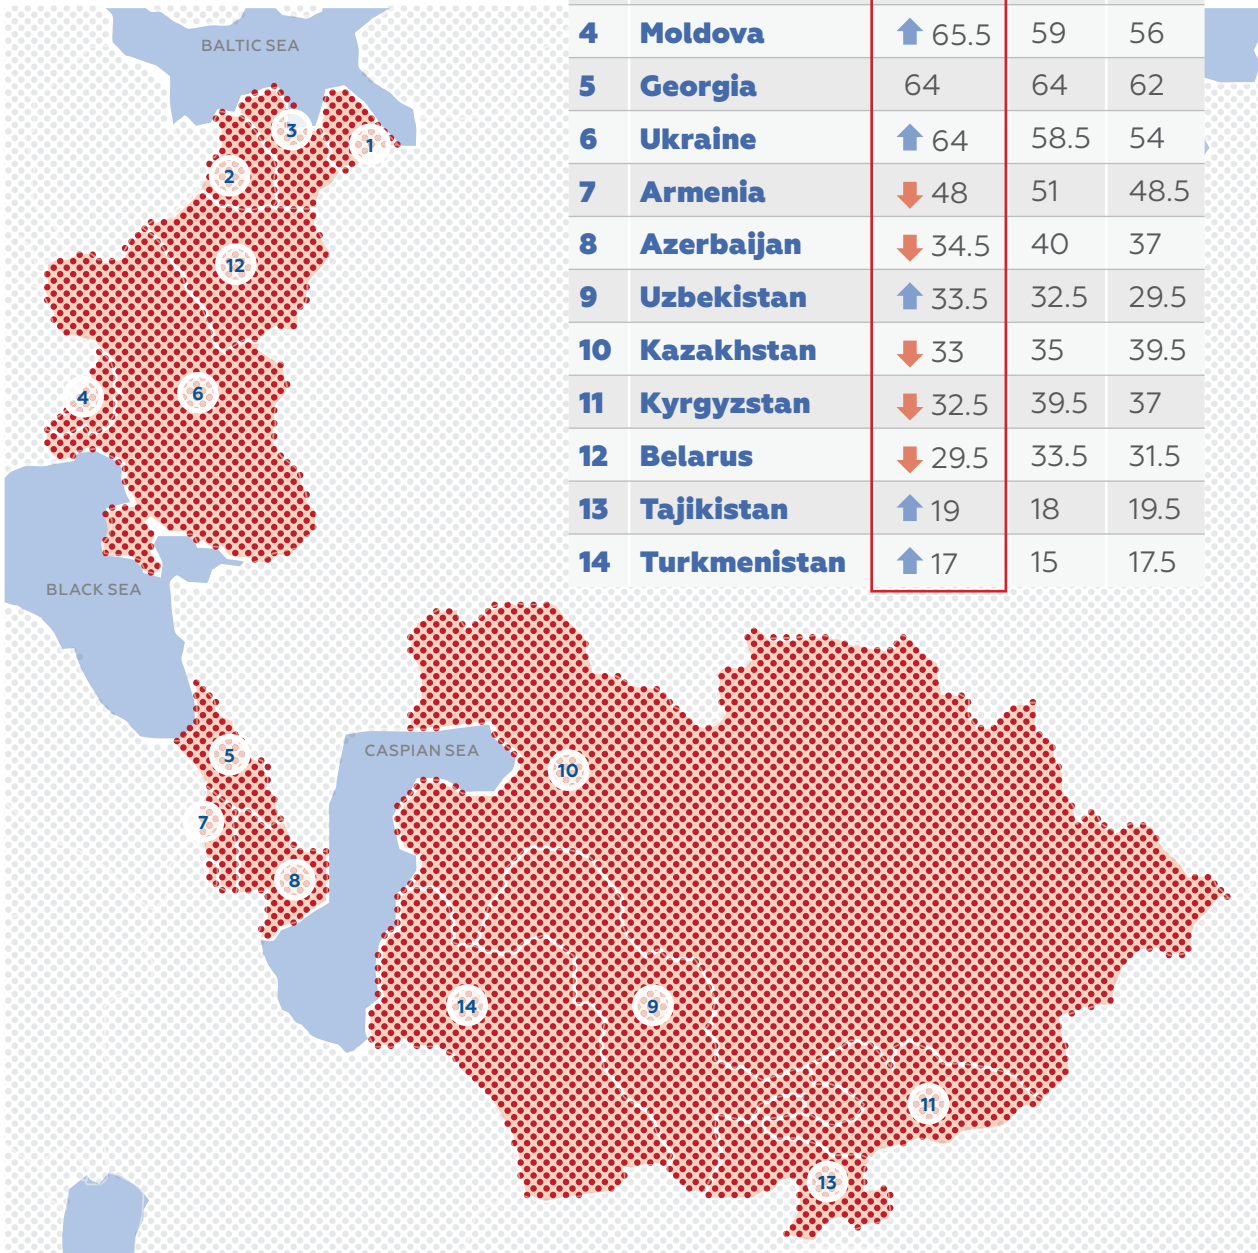 4 Moldova 65.5 59 56
5 Georgia 64 64 62
6 Ukraine 64 58.5 54
7 Armenia 48 51 48.5
8 Azerbaijan 34.5 40 37
9 Uzbekistan 33.5 32.5 29.5
10 Kazakhstan 33 35 39.5
11 Kyrgyzstan 32.5 39.5 37
12 Belarus 29.5 33.5 31.5
13 Tajikistan 19 18 19.5
14 Turkmenistan 17 15 17.5
BALTIC SEA
3
1
2
12
4
6
BLACK SEA
CASPIAN SEA
5
10
7
8
14
9
11
13